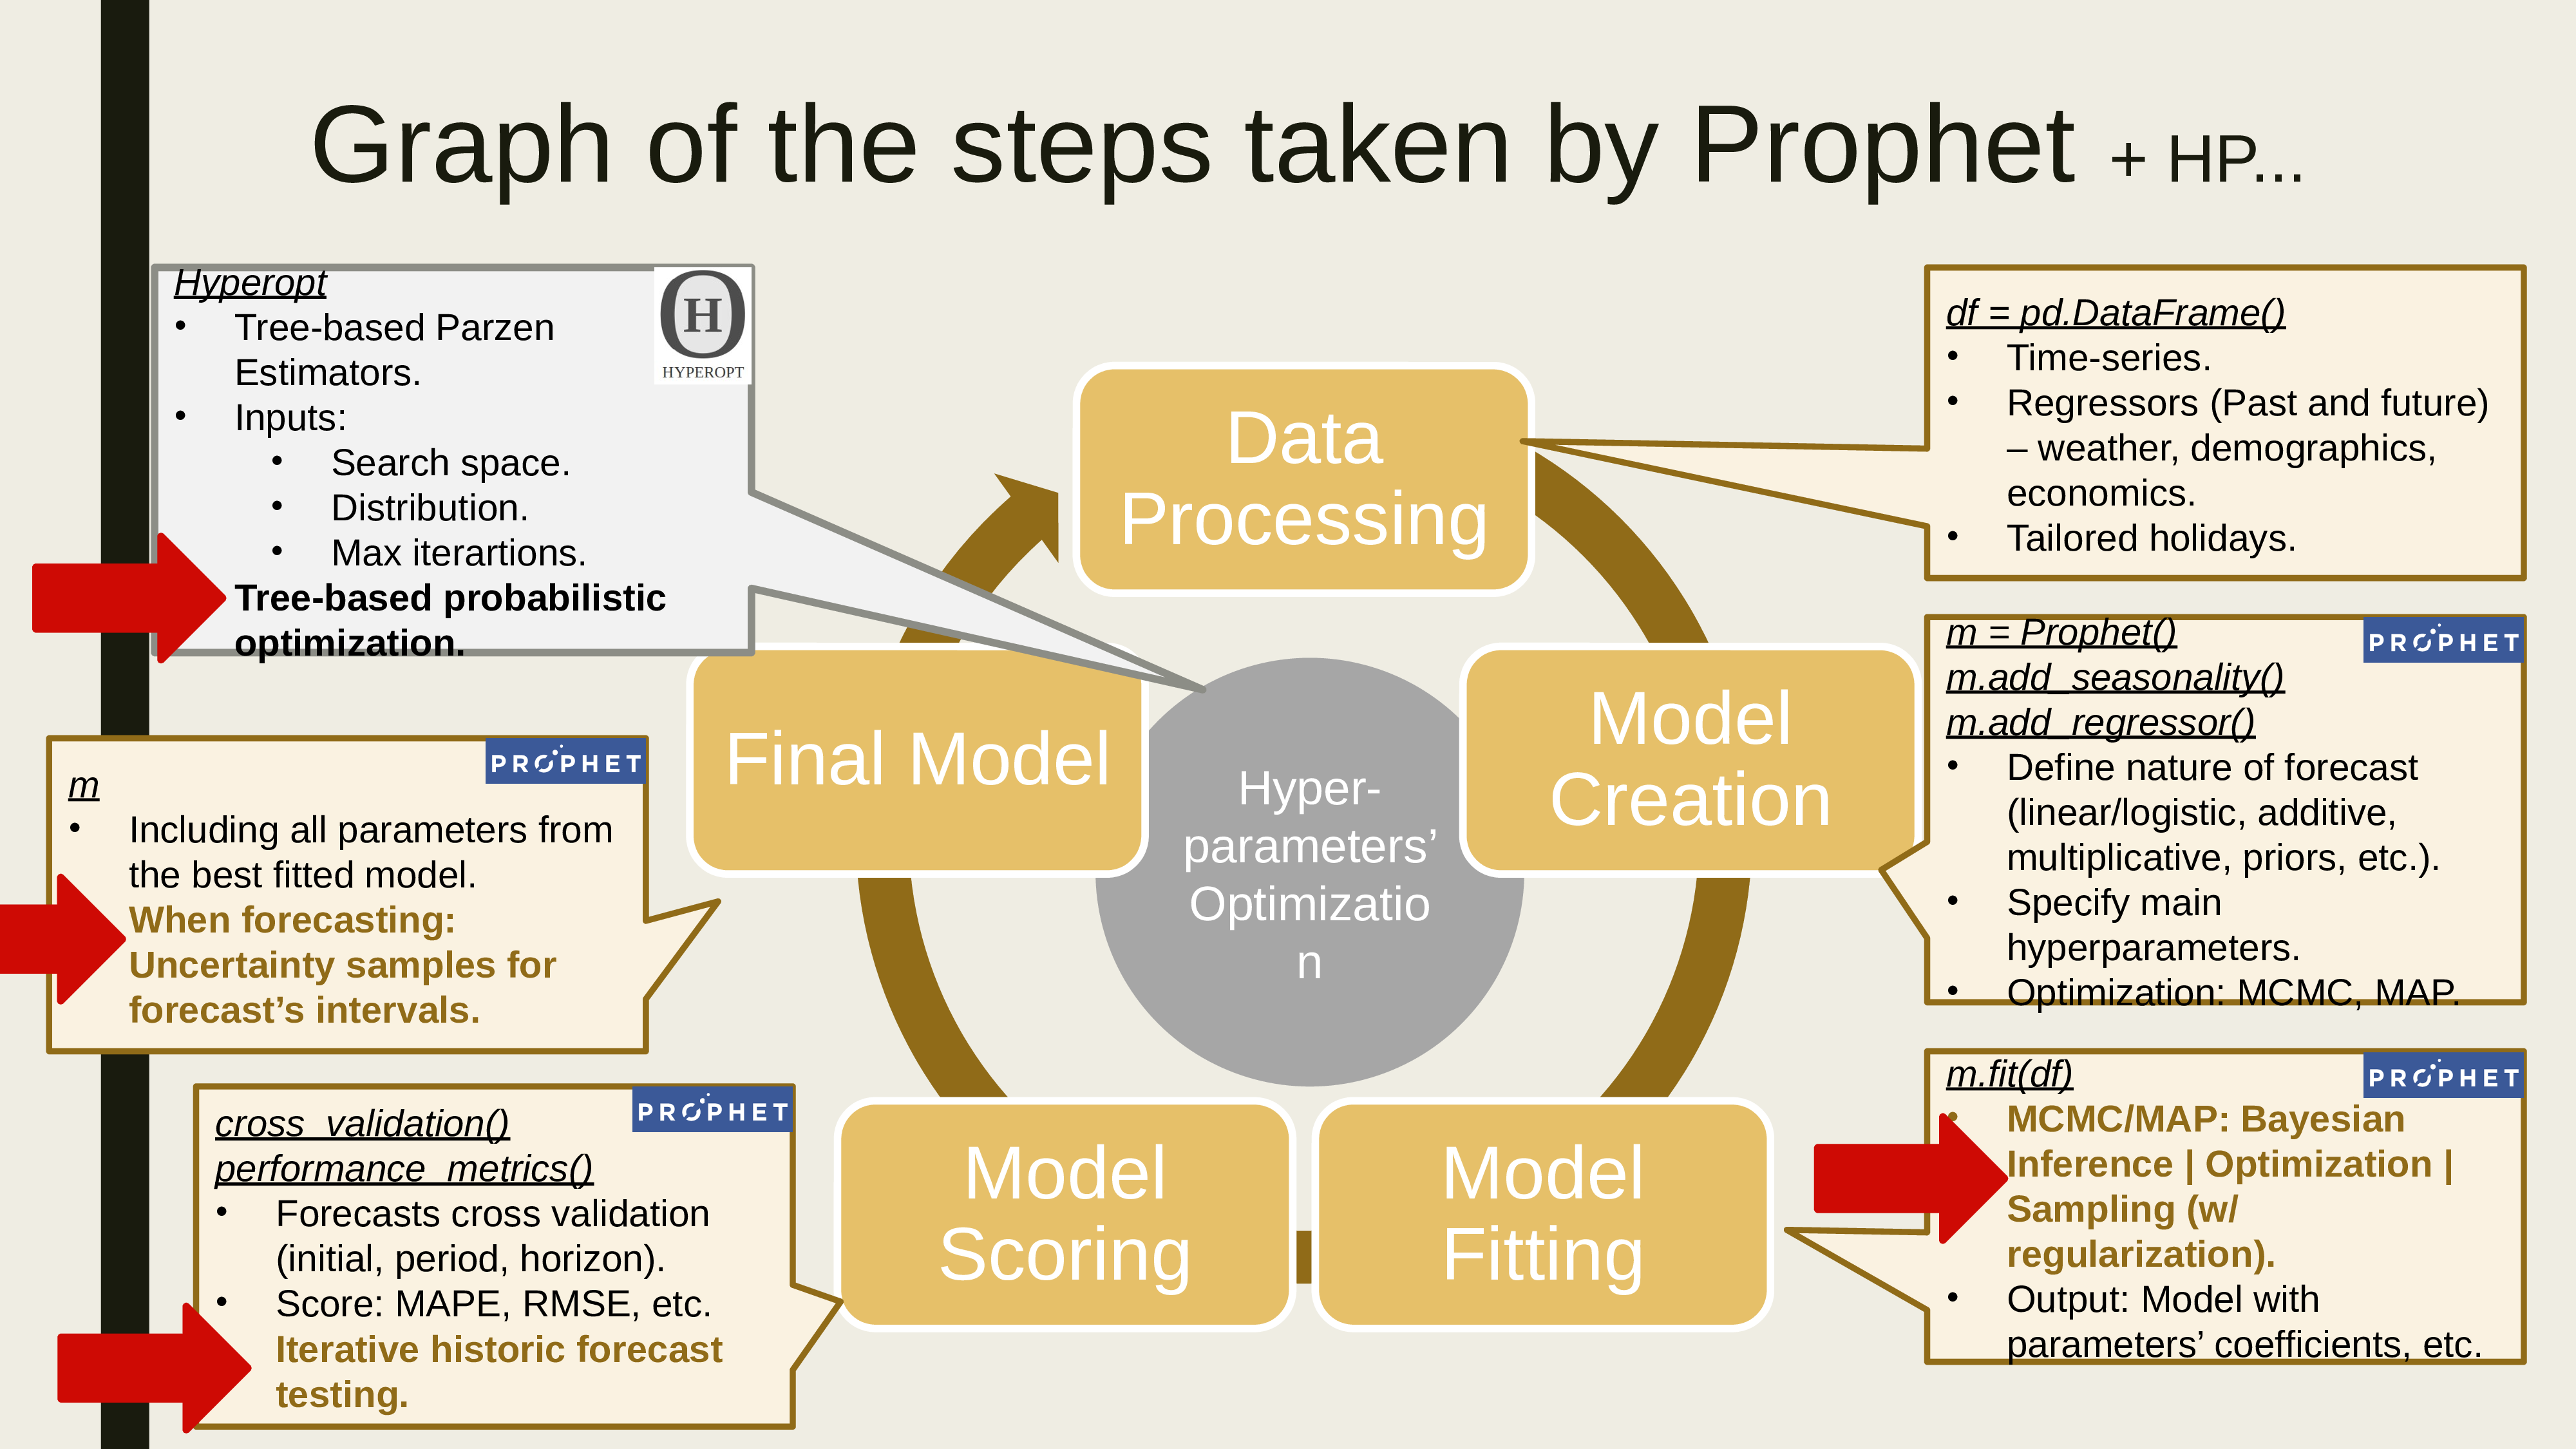 Graph of the steps taken by Prophet + HP...
Hyperopt
• Tree-based Parzen
Estimators.
• Inputs:
• Search space.
• Distribution.
• Max iterartions.
Tree-based probabilistic
optimization.
H
HYPEROPT
df = pd.DataFrame()
• Time-series.
• Regressors (Past and future)
– weather, demographics,
economics.
• Tailored holidays.
Data
Processing
m = Prophet()
m.add_seasonality()
m.add_regressor()
• Define nature of forecast
(linear/logistic, additive,
multiplicative, priors, etc.).
• Specify main
hyperparameters.
• Optimization: MCMC, MAP.
PROPHET
Final Model
Model
Creation
Hyper-
parameters’
Optimizatio
n
m
• Including all parameters from
the best fitted model.
When forecasting:
Uncertainty samples for
forecast’s intervals.
PROPHET
cross_validation()
performance_metrics()
• Forecasts cross validation
(initial, period, horizon).
• Score: MAPE, RMSE, etc.
Iterative historic forecast
testing.
PROPHET
Model
Scoring
Model
Fitting
m.fit(df)
• MCMC/MAP: Bayesian
Inference | Optimization |
Sampling (w/
regularization).
• Output: Model with
parameters’ coefficients, etc.
PROPHET